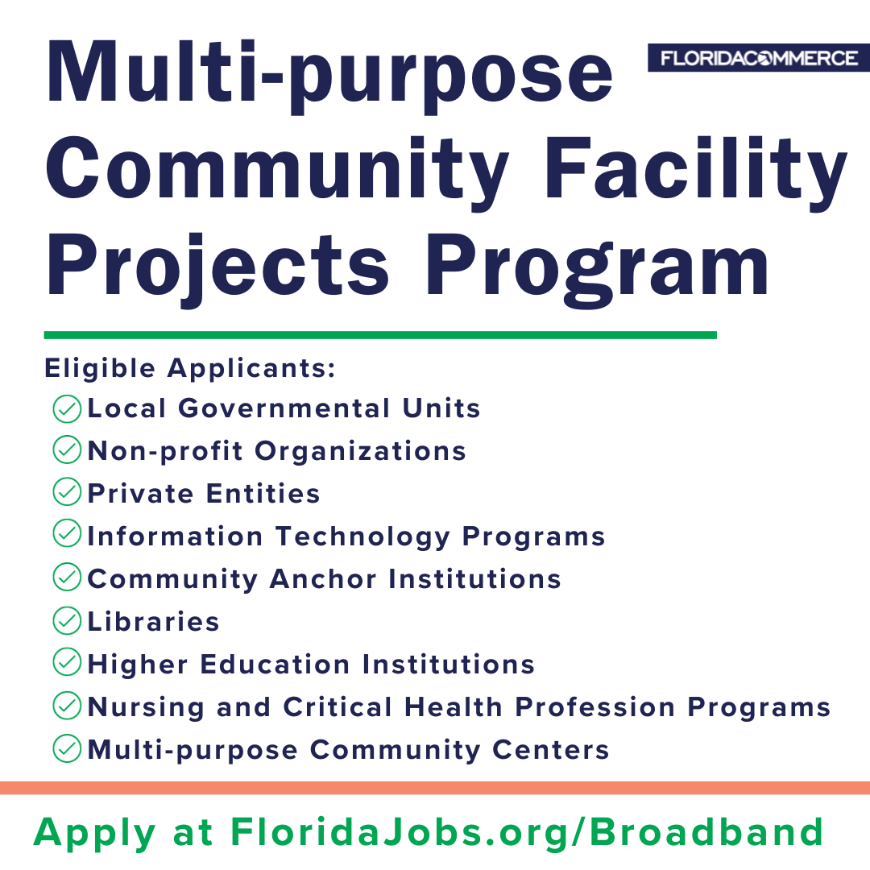 Multi-purpose
FLORIDACOMMERCE
Community Facility
Projects Program
Eligible Applicants:
Local Governmental Units
Non-profit Organizations
Private Entities
Information Technology Programs
Community Anchor Institutions
Libraries
Higher Education Institutions
Nursing and Critical Health Profession Programs
Multi-purpose Community Centers
Apply at FloridaJobs.org/Broadband